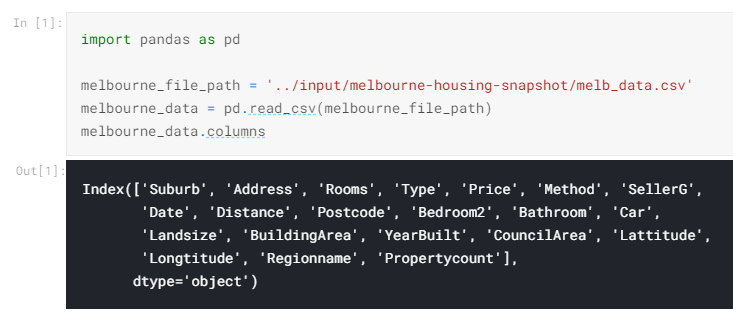 In [1]:
import pandas as pd
melbourne_file_path = '../input/melbourne-housing-snapshot/melb_data.csv'
melbourne_data = pd.read_csv(melbourne_file_path)
melbourne_data.columns
Out[1]:
Index(['Suburb', 'Address', 'Rooms', 'Type', 'Price', 'Method', 'SellerG',
'Date', 'Distance', 'Postcode', 'Bedroom2', 'Bathroom', 'Car',
'Landsize', 'BuildingArea', 'YearBuilt', 'CouncilArea', 'Lattitude',
'Longtitude', 'Regionname', 'Propertycount'],
dtype='object')